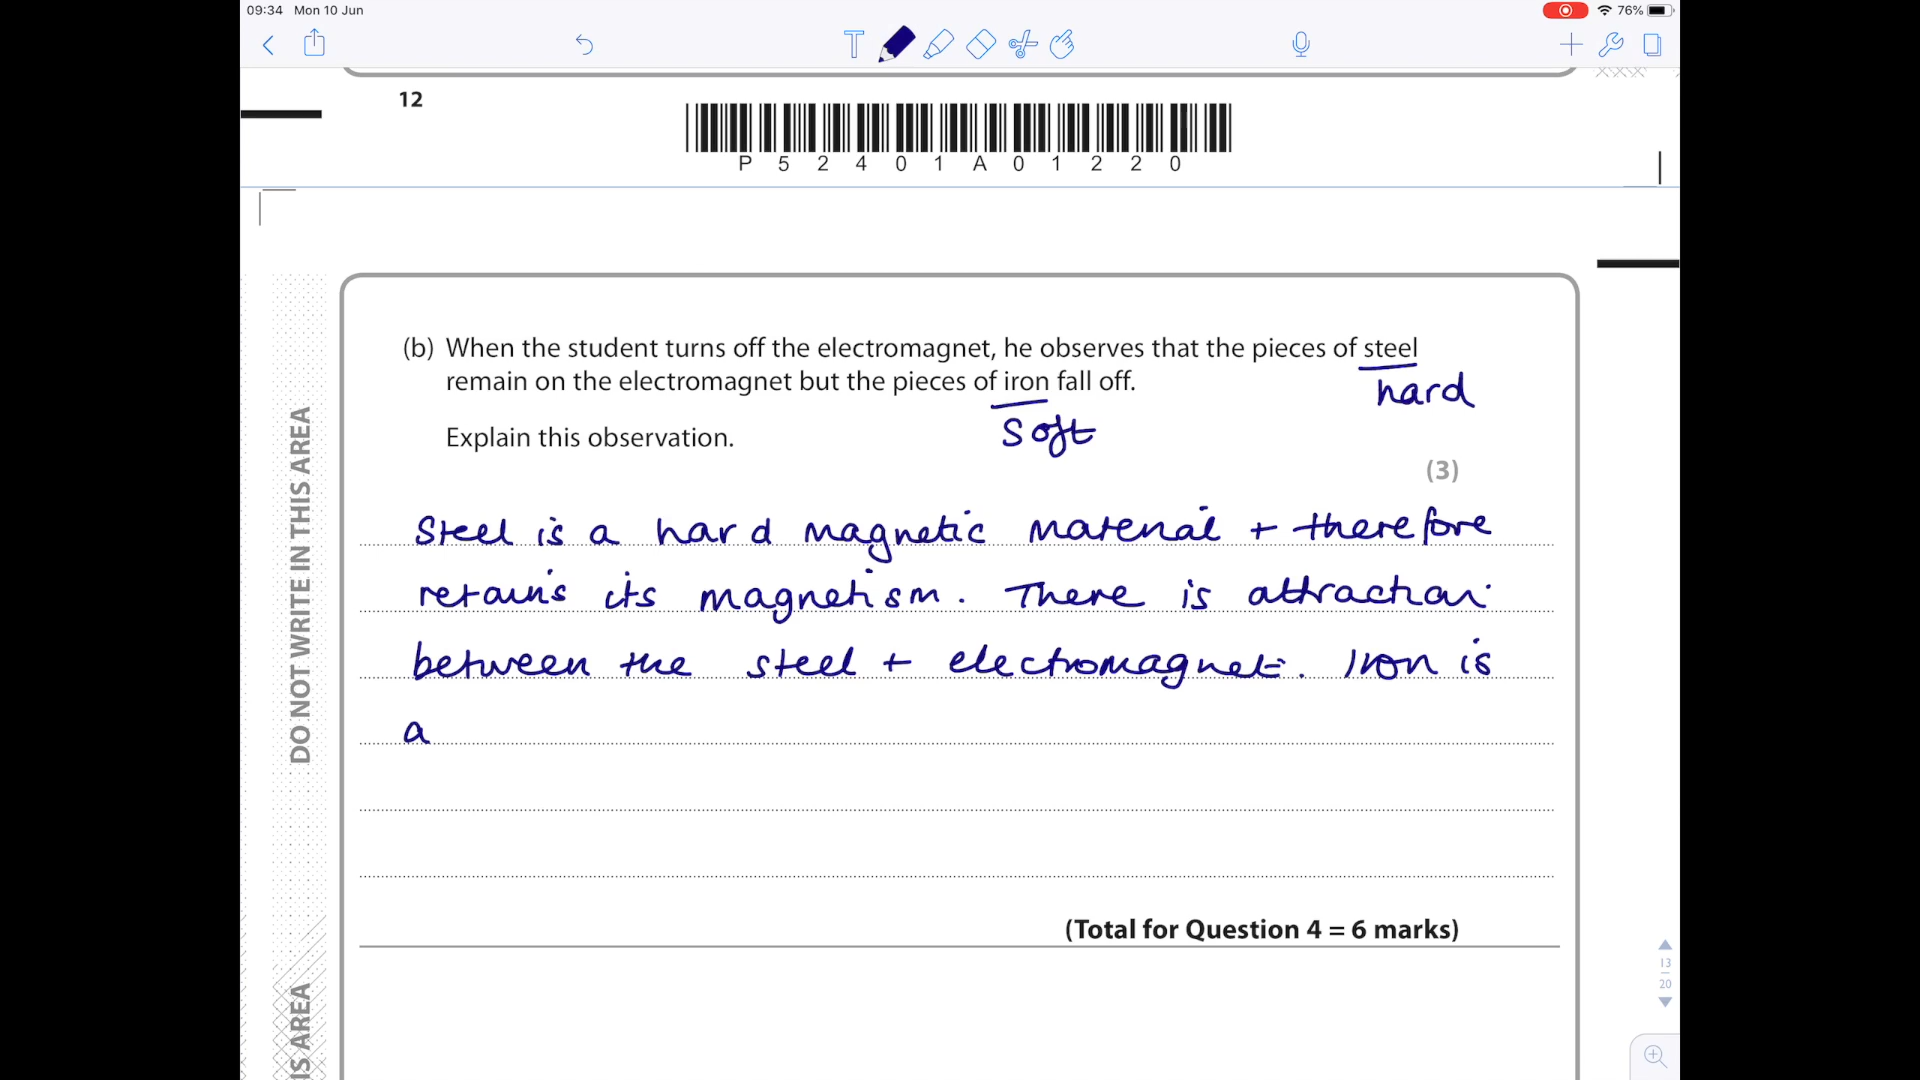 09:34 Mon 10 Jun
76%
T
12
P 5 2 4 0 1 A 0 1 2 2 0
DO NOT WRITE IN THIS AREA
(b) When the student turns off the electromagnet, he observes that the pieces of steel
remain on the electromagnet but the pieces of iron fall off.
hard
soft
Explain this observation.
(3)
Steel is a hard magnetic material + therefore
retains its magnetism. There is attraction
between the steel + electromagnet. Iron is
a
(Total for Question 4 = 6 marks)
13
20
IS AREA